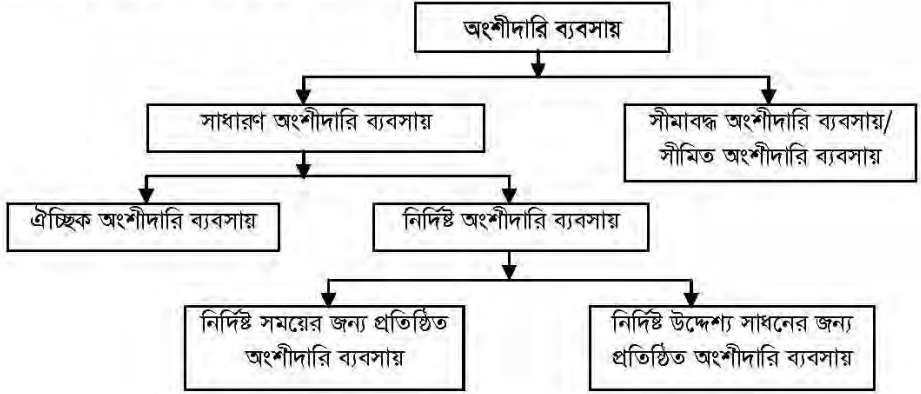 অংশীদারি ব্যবসায়
সাধারণ অংশীদারি ব্যবসায়
সীমাবদ্ধ অংশীদারি ব্যবসায়/
সীমিত অংশীদারি ব্যবসায়
ঐচ্ছিক অংশীদারি ব্যবসায়
নির্দিষ্ট অংশীদারি ব্যবসায়
নির্দিষ্ট সময়ের জন্য প্রতিষ্ঠিত
অংশীদারি ব্যবসায়
নির্দিষ্ট উদ্দেশ্য সাধনের জন্য
প্রতিষ্ঠিত অংশীদারি ব্যবসায়